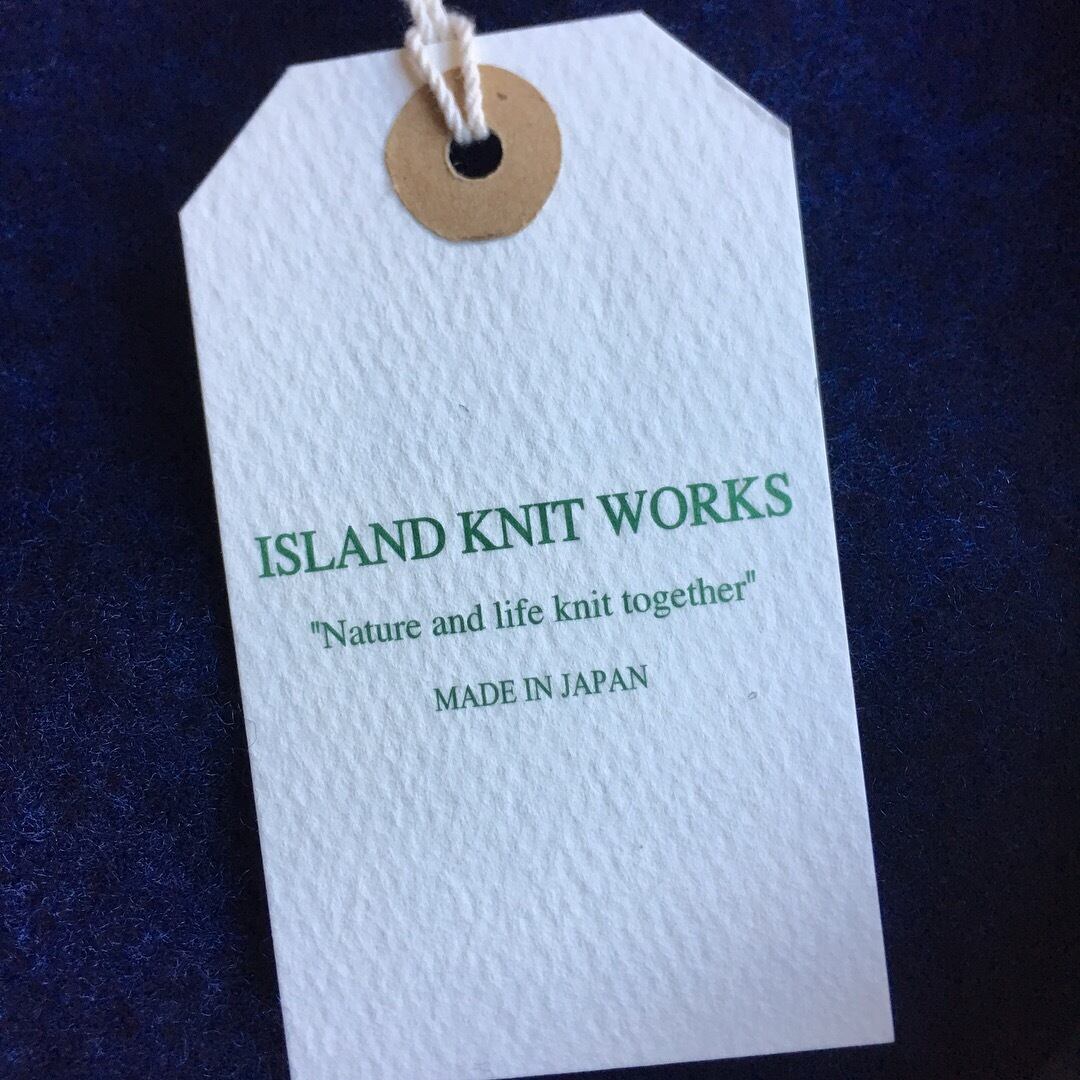 ISLAND KNIT WORKS
"Nature and life knit together"
MADE IN JAPAN